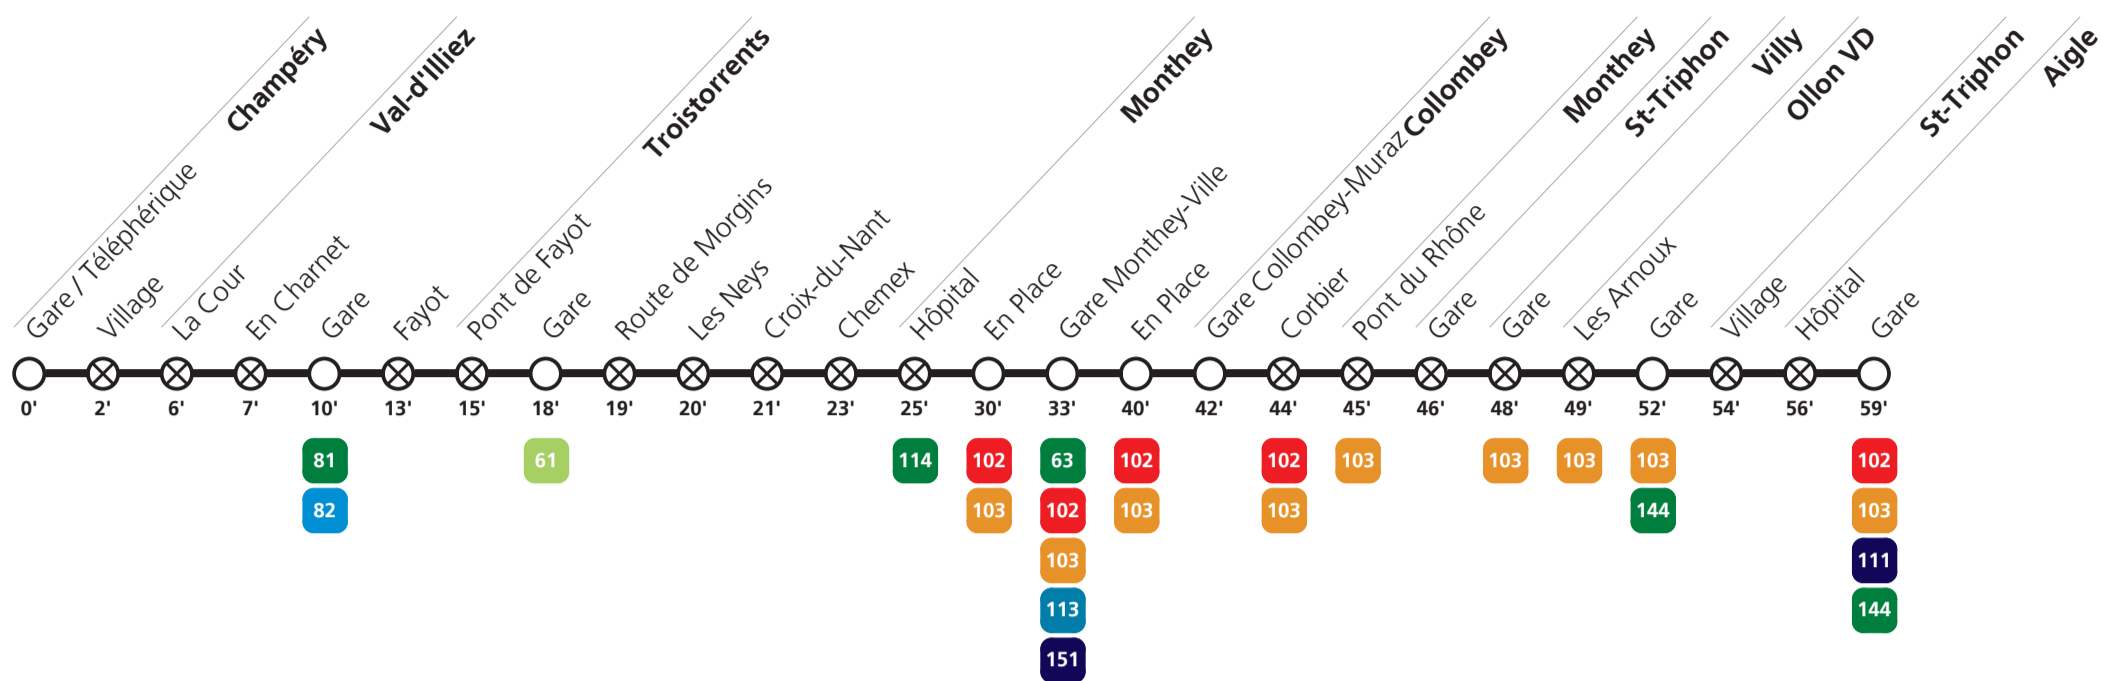 Champéry
Val-d'Illiez
Troistorrents
Monthey
Collombey
Monthey
St-Triphon
Villy
Ollon VD
St-Triphon
Aigle
Gare / Téléphérique
Village
La Cour
En Charnet
Gare
Fayot
Pont de Fayot
Gare
Route de Morgins
Les Neys
Croix-du-Nant
Chemex
Hôpital
En Place
Gare Monthey-Ville
En Place
Gare Collombey-Muraz
Corbier
Pont du Rhône
Gare
Gare
Les Arnoux
Gare
Village
Hôpital
Gare
0' 2' 6' 7' 10' 13' 15' 18' 19' 20' 21' 23' 25' 30' 33' 40' 42' 44' 45' 46' 48' 49' 52' 54' 56' 59'
81 61 114 102 63 102 102 103 103 103 103 102
82 103 102 103 103 144 103
103 111
113 144
151